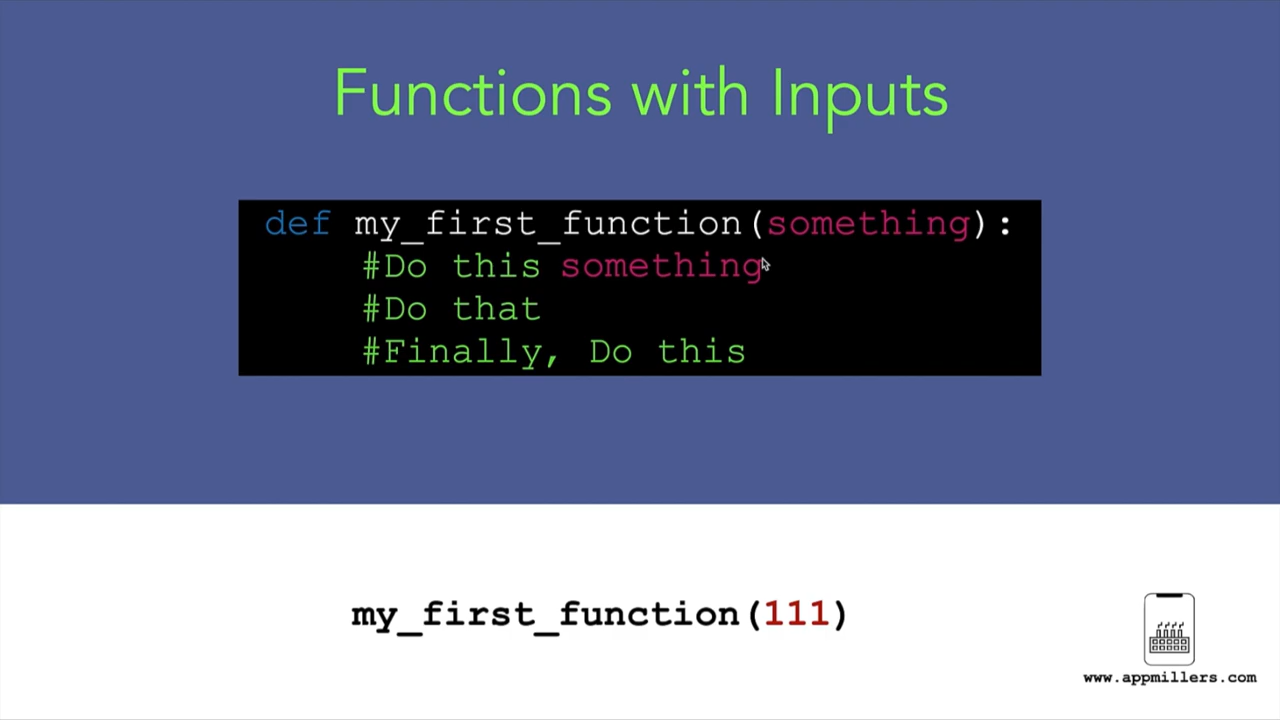 Functions with Inputs
def my_first_function(something):
#Do this something
#Do that
#Finally, Do this
my_first_function(111)
www.appmillers.com